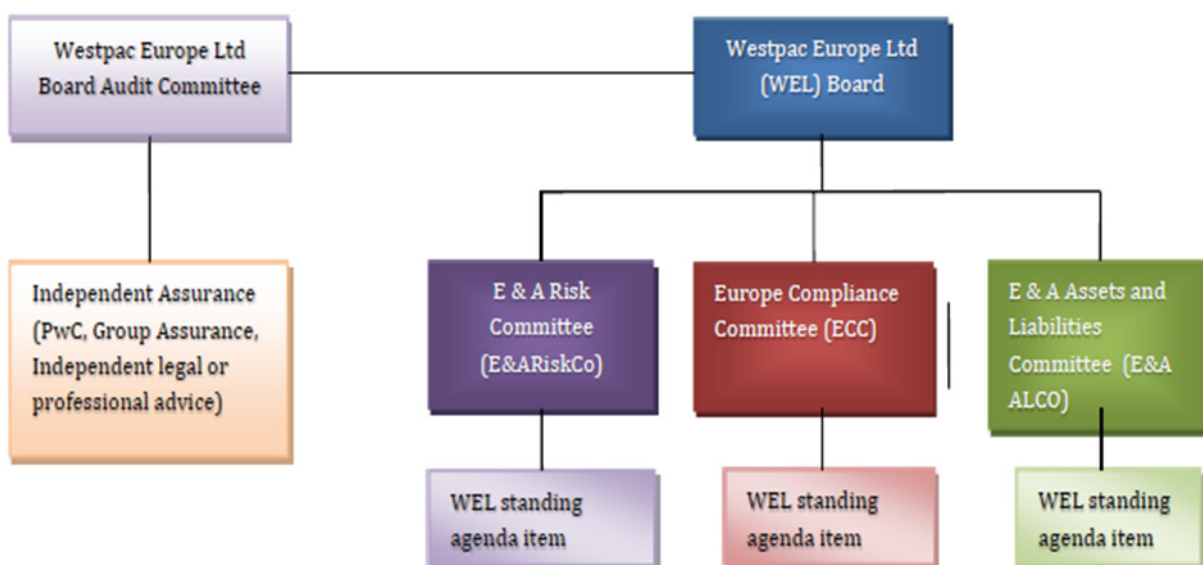 Westpac Europe Ltd
Board Audit Committee
Westpac Europe Ltd
(WEL) Board
Independent Assurance
(PwC, Group Assurance,
Independent legal or
professional advice)
E & A Risk
Committee
(E&ARiskCo)
Europe Compliance
Committee (ECC)
E & A Assets and
Liabilities
Committee (E&A
ALCO)
WEL standing
agenda item
WEL standing
agenda item
WEL standing
agenda item